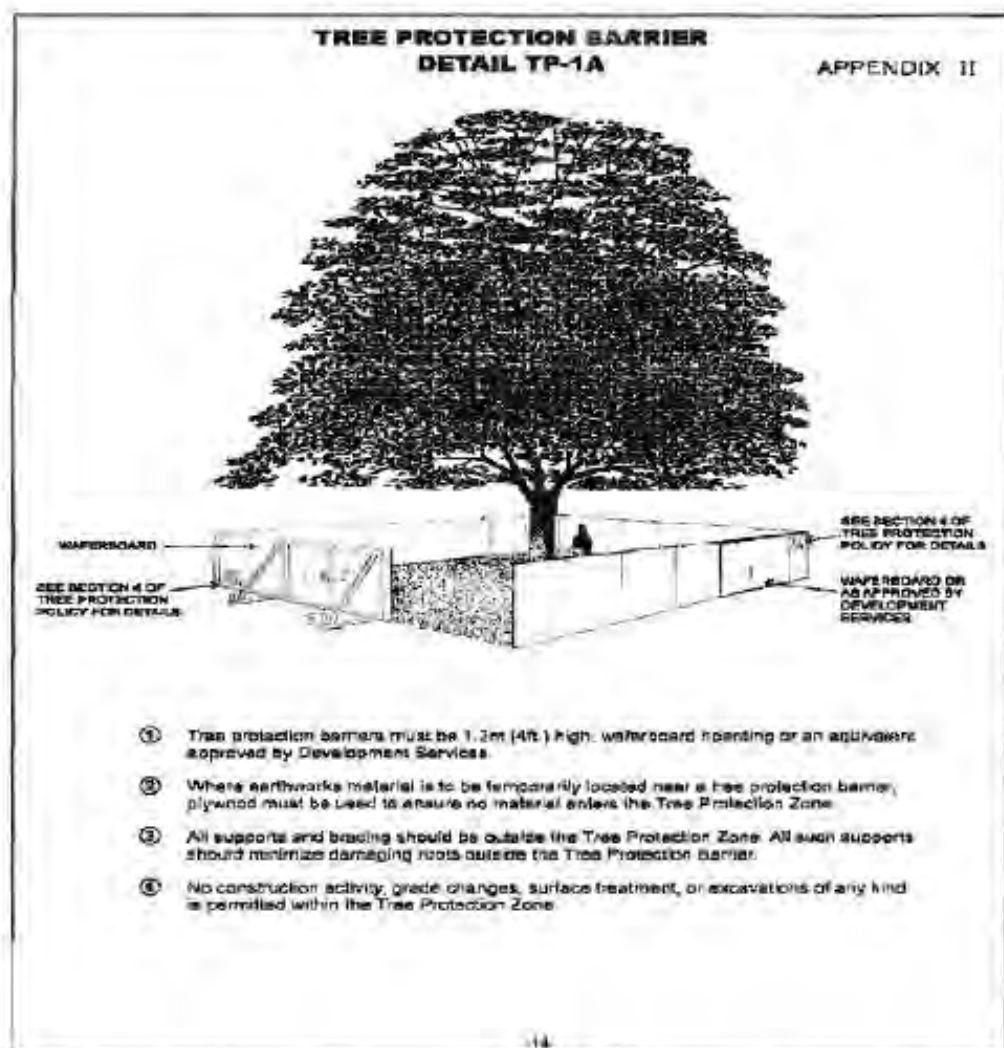 TREE PROTECTION BARRIER
DETAIL TP-1A
APPENDIX II
WAFERBOARD
SEE SECTION 4 OF
TREE PROTECTION
POLICY FOR DETAILS
SEE SECTION 4 OF
TREE PROTECTION
POLICY FOR DETAILS
WAFERBOARD OR
AS APPROVED BY
DEVELOPMENT
SERVICES
① Tree protection barriers must be 1.2m (4ft.) high, waferboard hoarding or an equivalent
approved by Development Services.
② Where earthworks material is to be temporarily located near a tree protection barrier,
plywood must be used to ensure no material enters the Tree Protection Zone
③ All supports and bracing should be outside the Tree Protection Zone. All such supports
should minimize damaging roots outside the Tree Protection barrier.
④ No construction activity, grade changes, surface treatment, or excavations of any kind
is permitted within the Tree Protection Zone.
-14-